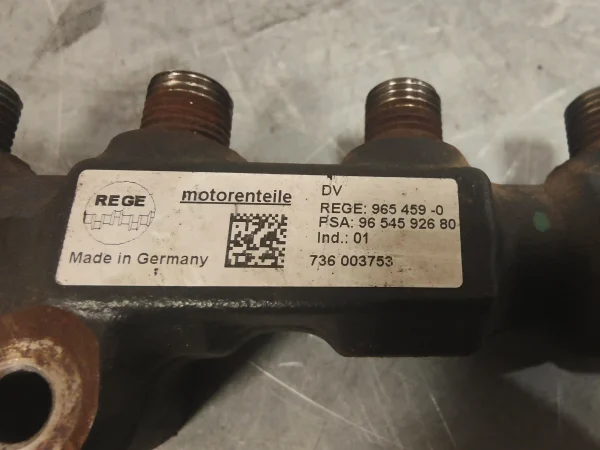 REGE
motorenteile
DV
REGE: 965 459 -0
PSA: 96 545 926 80
Ind.: 01
Made in Germany
736 003753